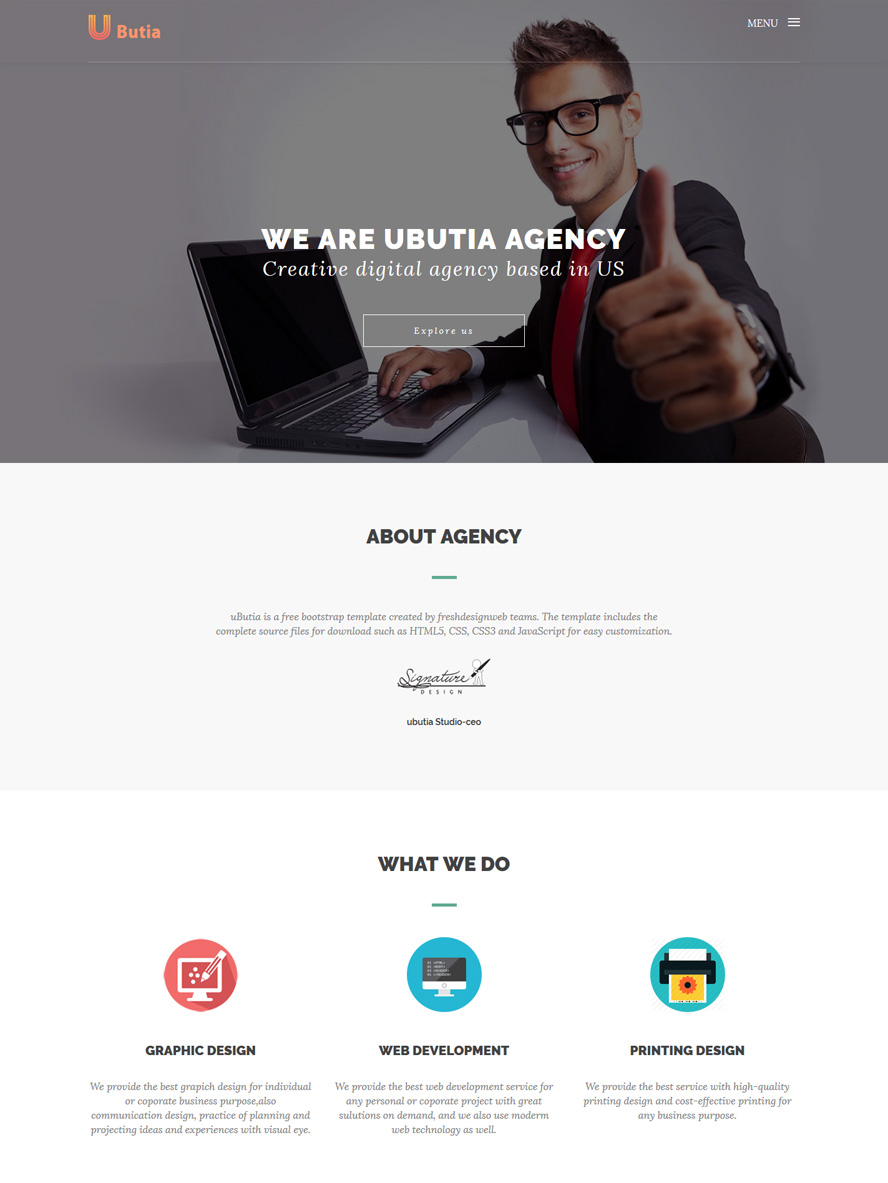 U Butia
MENU
WE ARE UBUTIA AGENCY
Creative digital agency based in US
Explore us
ABOUT AGENCY
uButia is a free bootstrap template created by freshdesignweb teams. The template includes the
complete source files for download such as HTML5, CSS, CSS3 and JavaScript for easy customization.
Signature
DESIGN
ubutia Studio-ceo
WHAT WE DO
GRAPHIC DESIGN
We provide the best grapich design for individual
or coporate business purpose,also
communication design, practice of planning and
projecting ideas and experiences with visual eye.
WEB DEVELOPMENT
We provide the best web development service for
any personal or coporate project with great
sulutions on demand, and we also use moderm
web technology as well.
PRINTING DESIGN
We provide the best service with high-quality
printing design and cost-effective printing for
any business purpose.